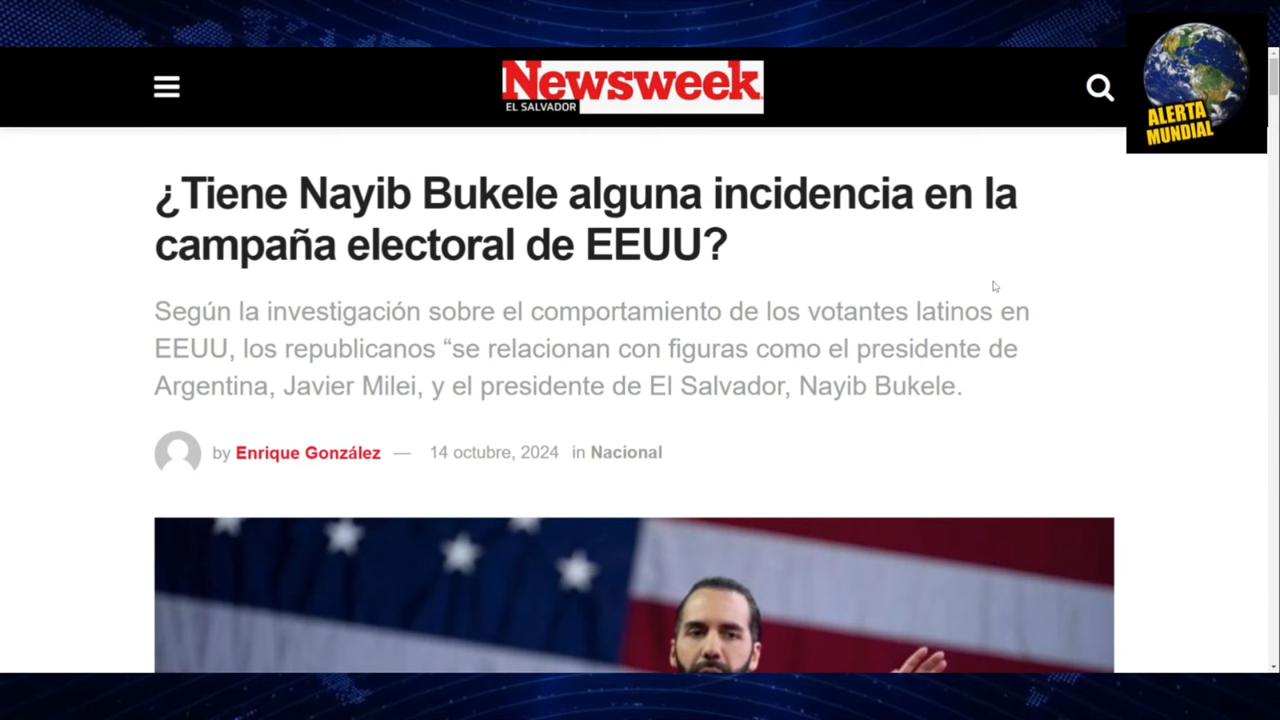 Newsweek
EL SALVADOR
ALERTA
MUNDIAL
¿Tiene Nayib Bukele alguna incidencia en la
campaña electoral de EEUU?
Según la investigación sobre el comportamiento de los votantes latinos en
EEUU, los republicanos “se relacionan con figuras como el presidente de
Argentina, Javier Milei, y el presidente de El Salvador, Nayib Bukele.
by Enrique González — 14 octubre, 2024 in Nacional